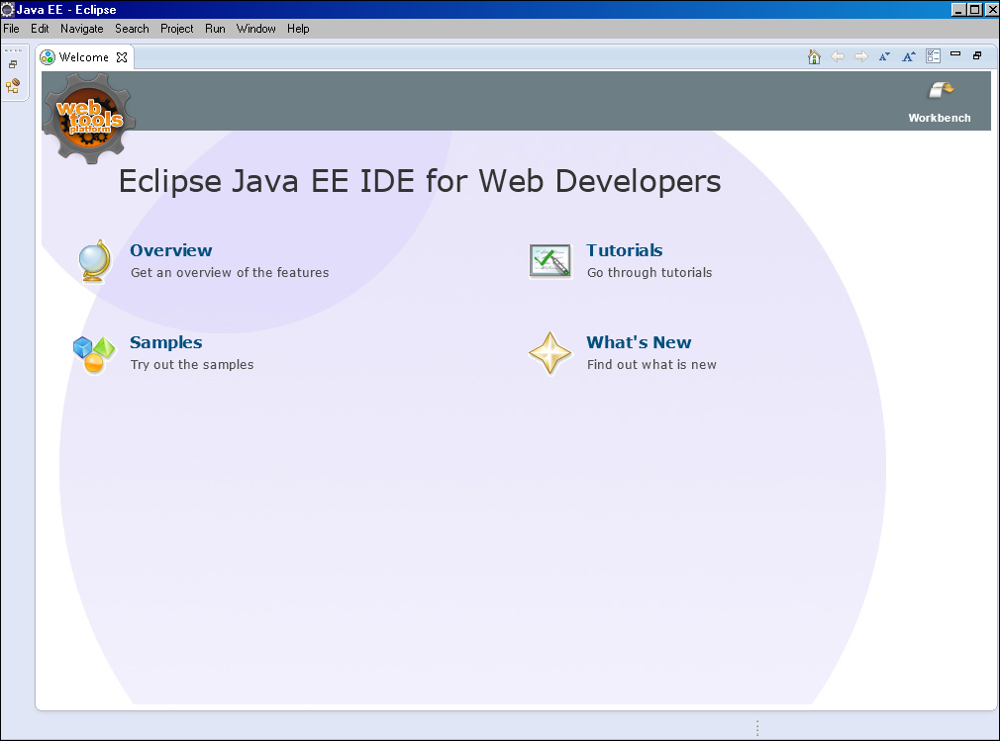 Java EE - Eclipse
File Edit Navigate Search Project Run Window Help
Welcome
web tools platform
Workbench
Eclipse Java EE IDE for Web Developers
Overview
Get an overview of the features
Tutorials
Go through tutorials
Samples
Try out the samples
What's New
Find out what is new